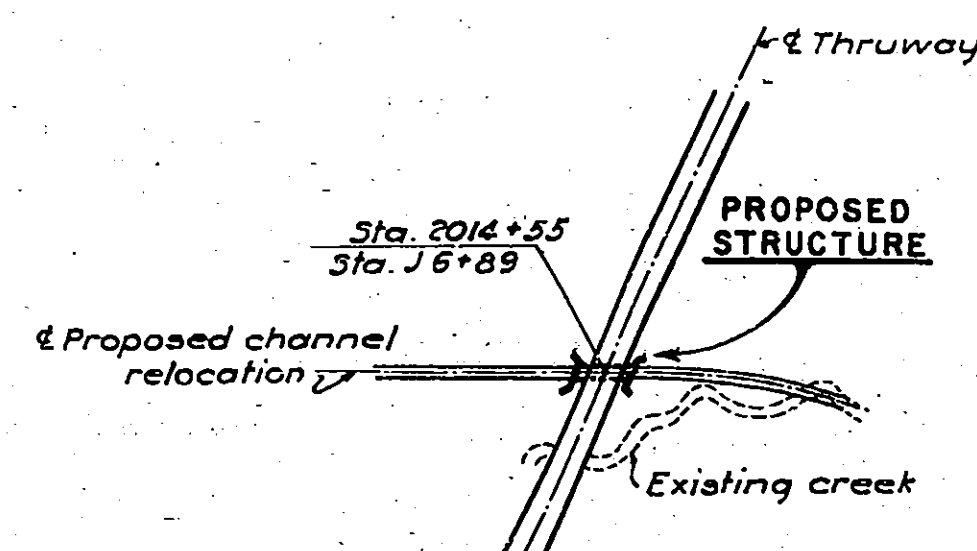 ℄ Thruway
PROPOSED
STRUCTURE
Sta. 2014+55
Sta. J 6+89
℄ Proposed channel
relocation
Existing creek